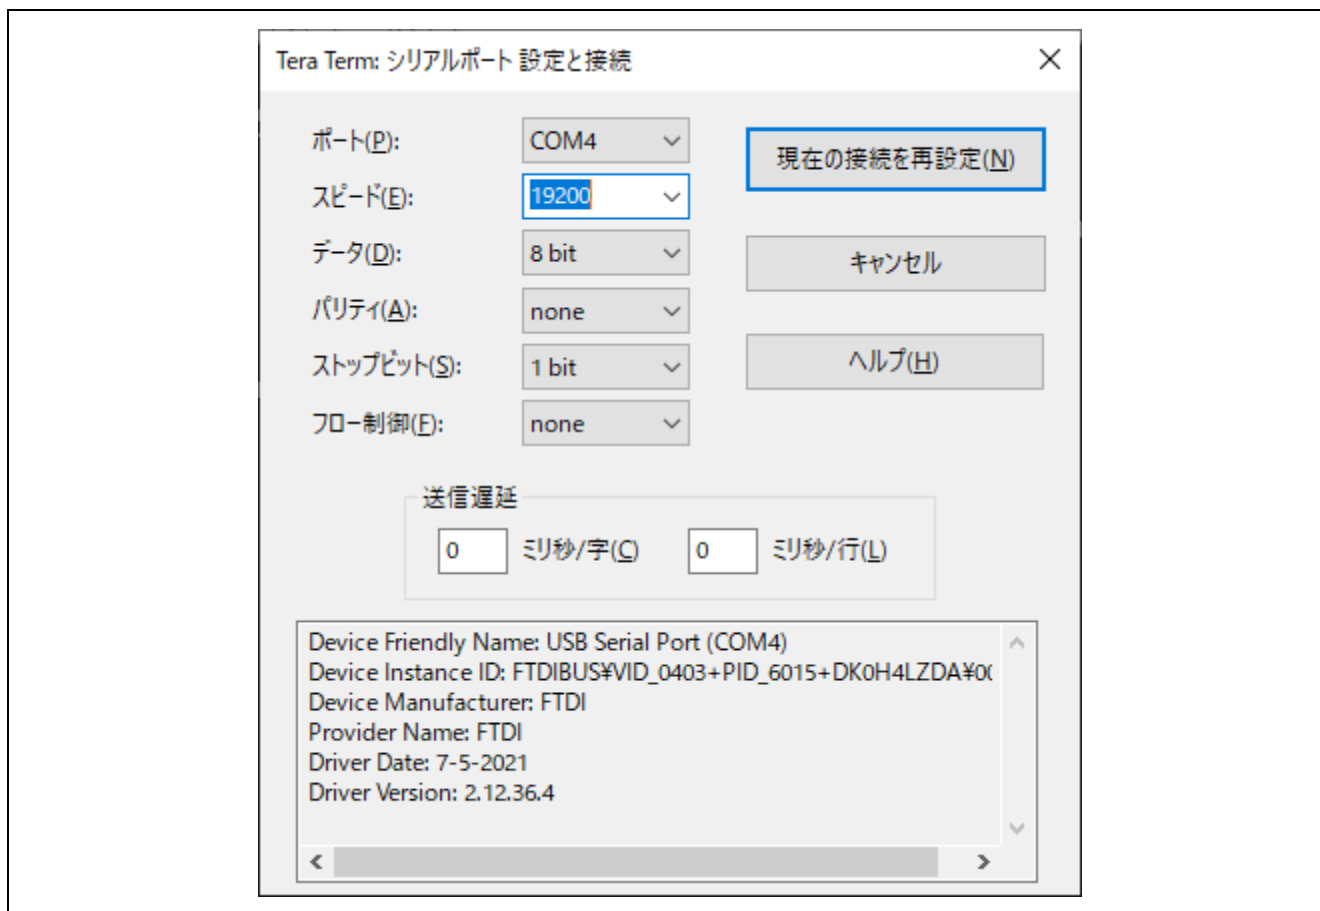 Tera Term: シリアルポート 設定と接続
ポート(P): COM4
現在の接続を再設定(N)
スピード(E): 19200
データ(D): 8 bit
キャンセル
パリティ(A): none
ストップビット(S): 1 bit
ヘルプ(H)
フロー制御(F): none
送信遅延
0 ミリ秒/字(C) 0 ミリ秒/行(L)
Device Friendly Name: USB Serial Port (COM4)
Device Instance ID: FTDIBUS¥VID_0403+PID_6015+DK0H4LZDA¥00
Device Manufacturer: FTDI
Provider Name: FTDI
Driver Date: 7-5-2021
Driver Version: 2.12.36.4